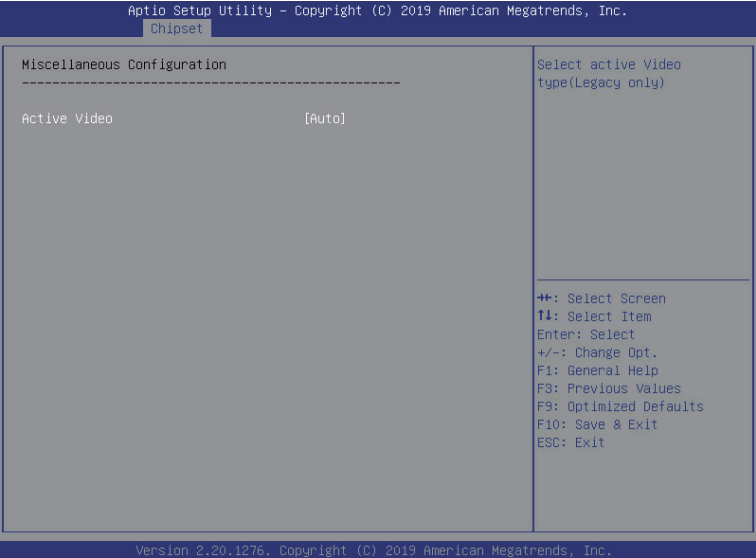 Aptio Setup Utility – Copyright (C) 2019 American Megatrends, Inc.
Chipset
Miscellaneous Configuration
--------------------------------------------------
Active Video [Auto]
Select active Video
type(Legacy only)
→←: Select Screen
↑↓: Select Item
Enter: Select
+/-: Change Opt.
F1: General Help
F3: Previous Values
F9: Optimized Defaults
F10: Save & Exit
ESC: Exit
Version 2.20.1276. Copyright (C) 2019 American Megatrends, Inc.